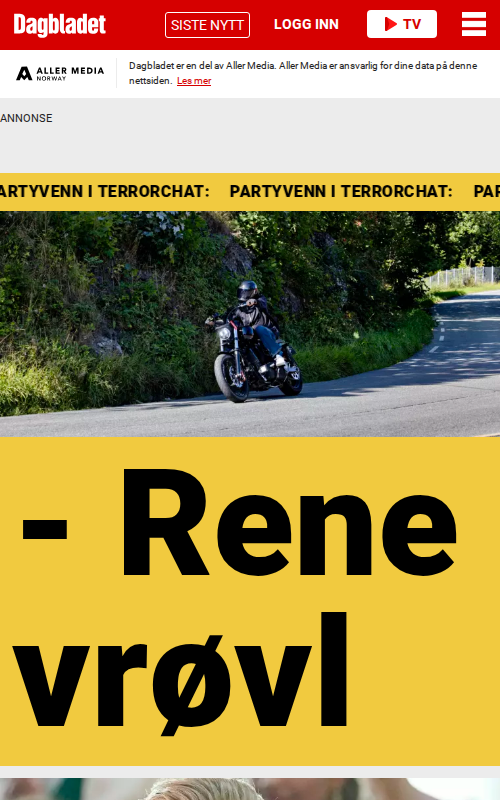 Dagbladet
SISTE NYTT
LOGG INN
TV
ALLER MEDIA
NORWAY
Dagbladet er en del av Aller Media. Aller Media er ansvarlig for dine data på denne
nettsiden. Les mer
ANNONSE
ARTYVENN I TERRORCHAT: PARTYVENN I TERRORCHAT: PAR
- Rene
vrøvl